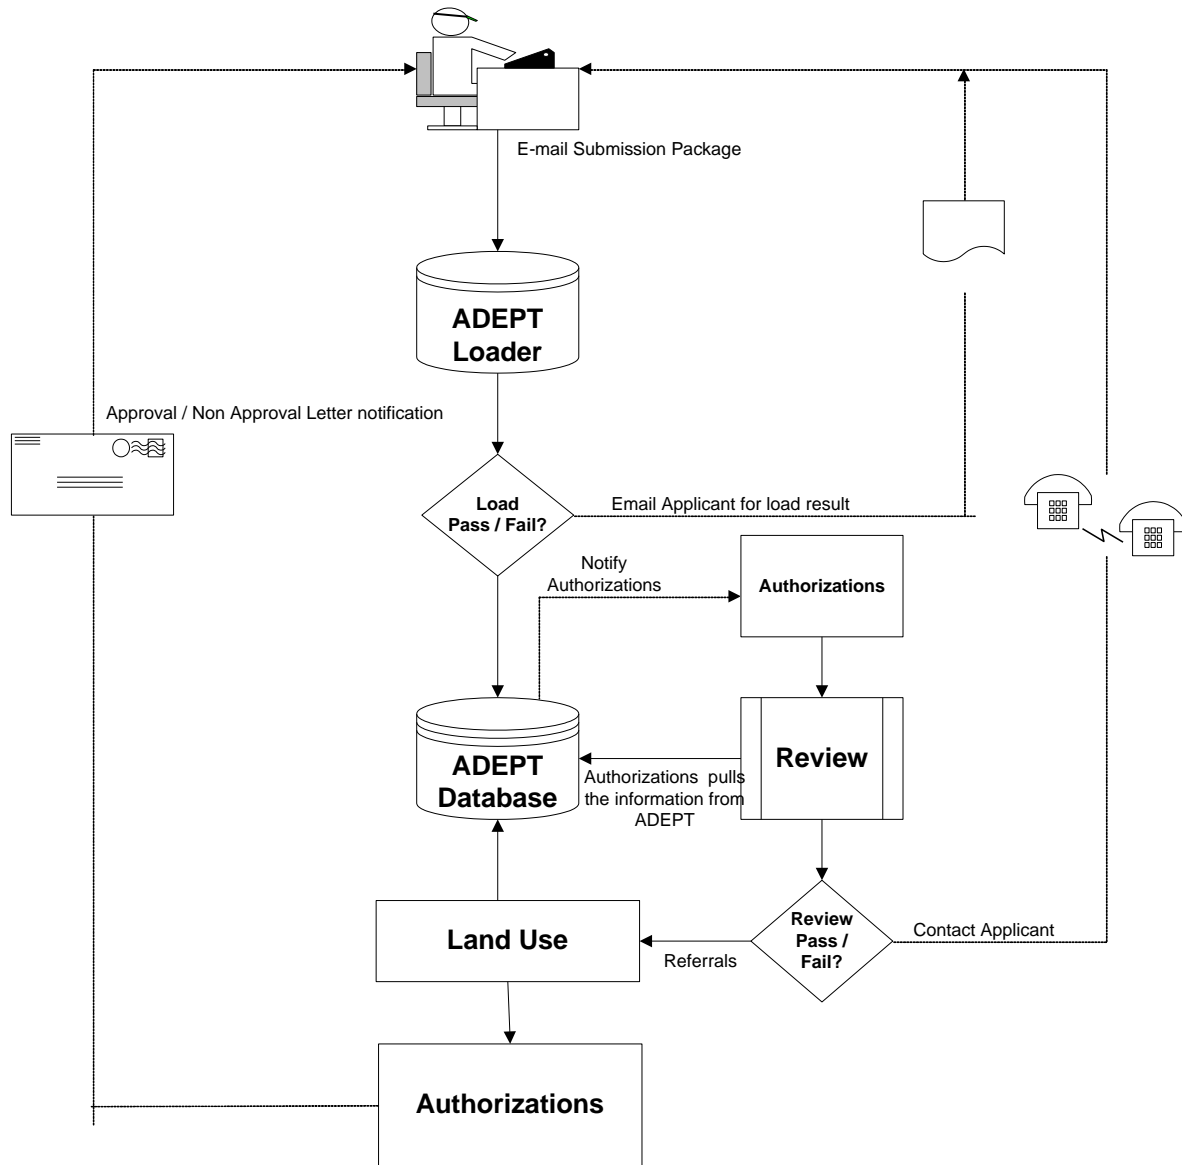 E-mail Submission Package
ADEPT
Loader
Approval / Non Approval Letter notification
Load
Pass / Fail?
Email Applicant for load result
Notify
Authorizations
Authorizations
ADEPT
Database
Review
Authorizations pulls
the information from
ADEPT
Land Use
Referrals
Review
Pass /
Fail?
Contact Applicant
Authorizations